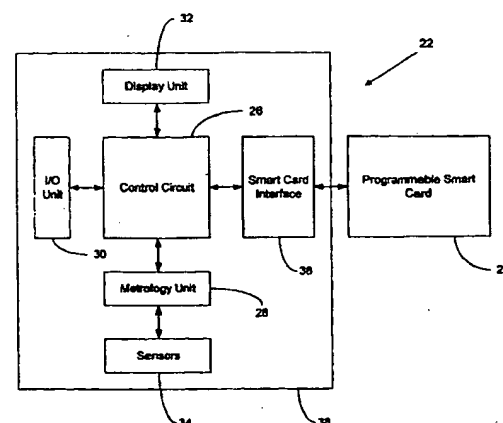 32
22
Display Unit
26
I/O
Unit
Control Circuit
Smart Card
Interface
Programmable Smart
Card
30
36
2
Metrology Unit
28
Sensors
34
38